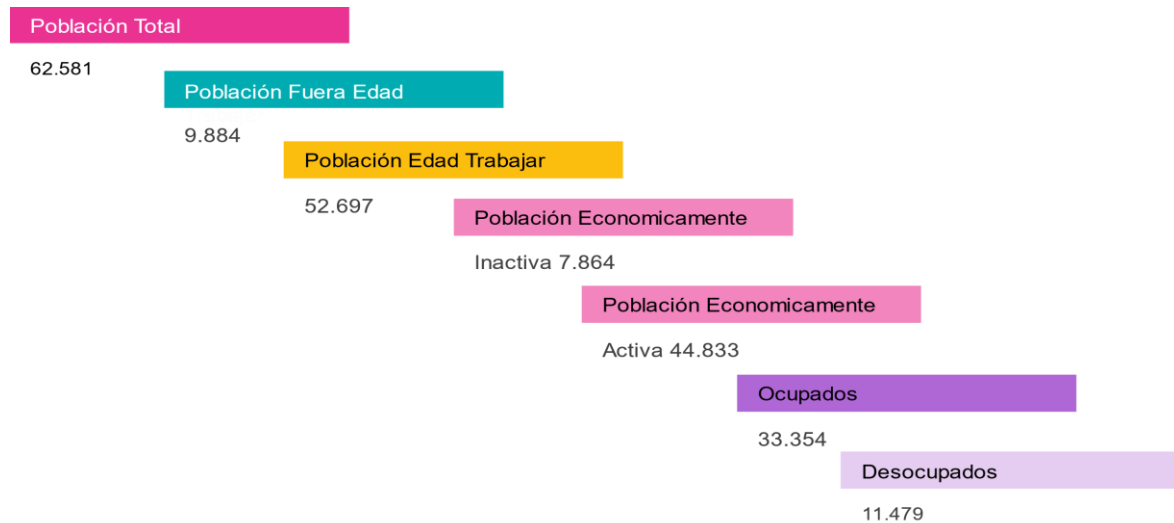 Población Total
62.581
Población Fuera Edad
9.884
Población Edad Trabajar
52.697
Población Economicamente
Inactiva 7.864
Población Economicamente
Activa 44.833
Ocupados
33.354
Desocupados
11.479